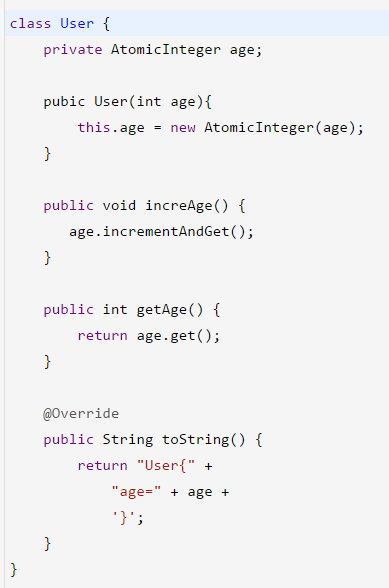 class User {
    private AtomicInteger age;

    pubic User(int age){
        this.age = new AtomicInteger(age);
    }

    public void increAge() {
       age.incrementAndGet();
    }

    public int getAge() {
        return age.get();
    }

    @Override
    public String toString() {
        return "User{" +
            "age=" + age +
            '}';
    }
}